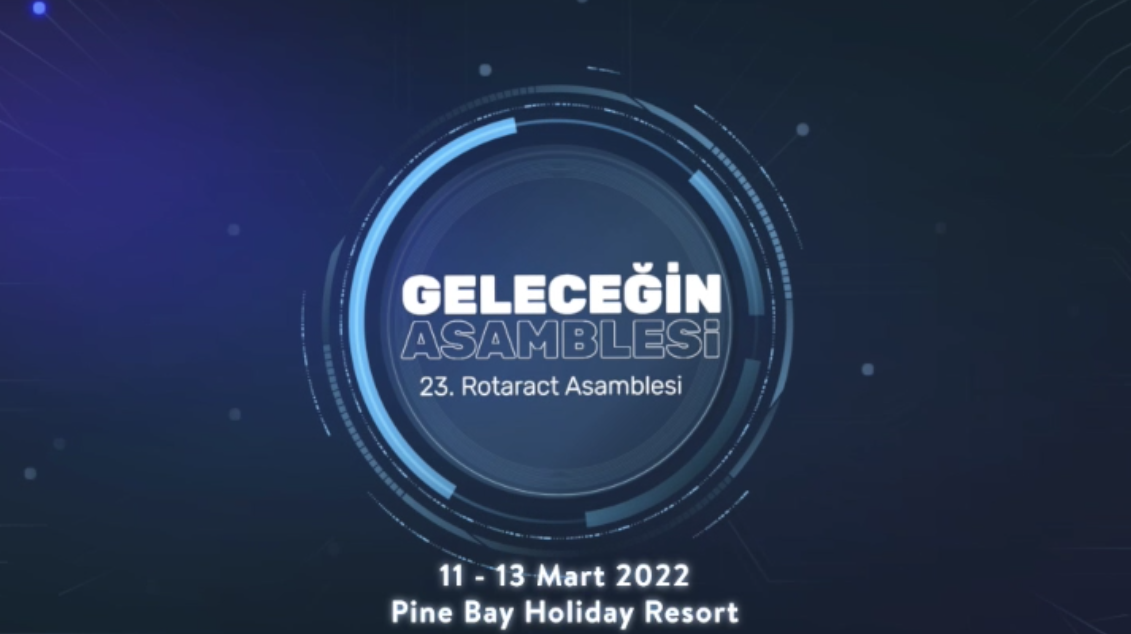 GELECEĞİN
ASAMBLESİ
23. Rotaract Asamblesi
11 - 13 Mart 2022
Pine Bay Holiday Resort